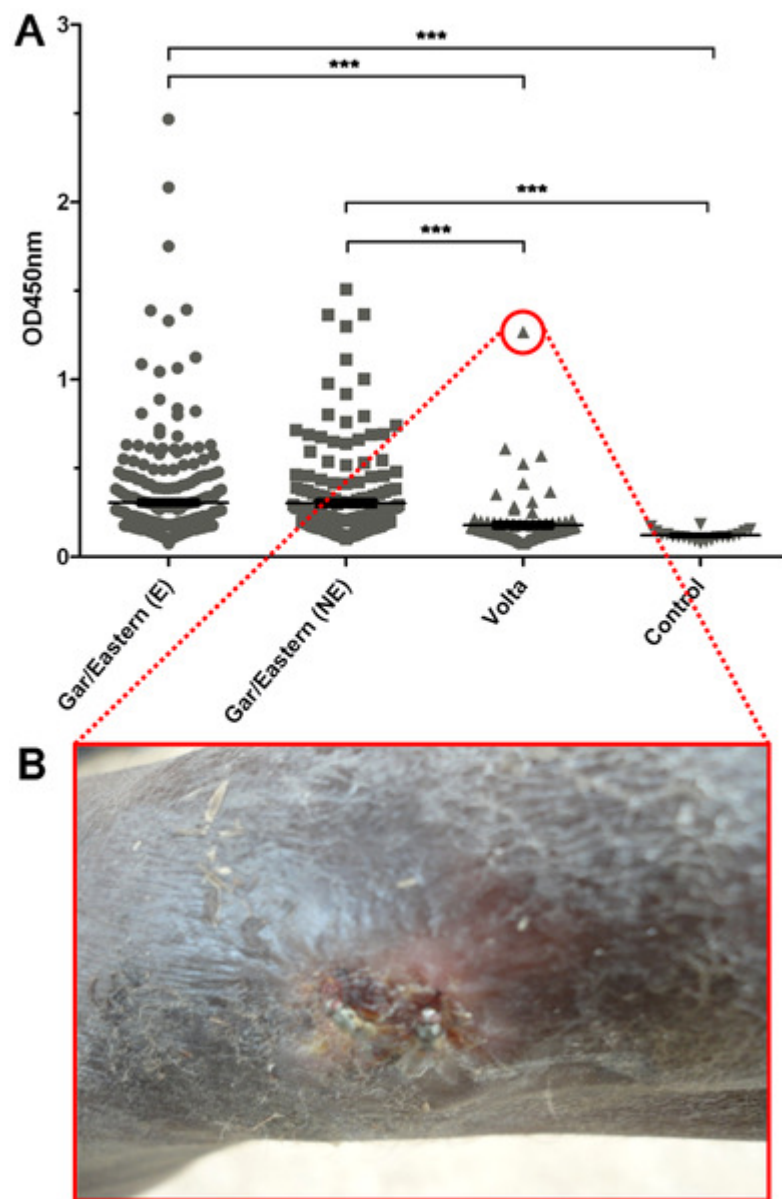 A
3
***
***
2
***
***
OD450nm
1
0
Gar/Eastern (E)
Gar/Eastern (NE)
Volta
Control
B